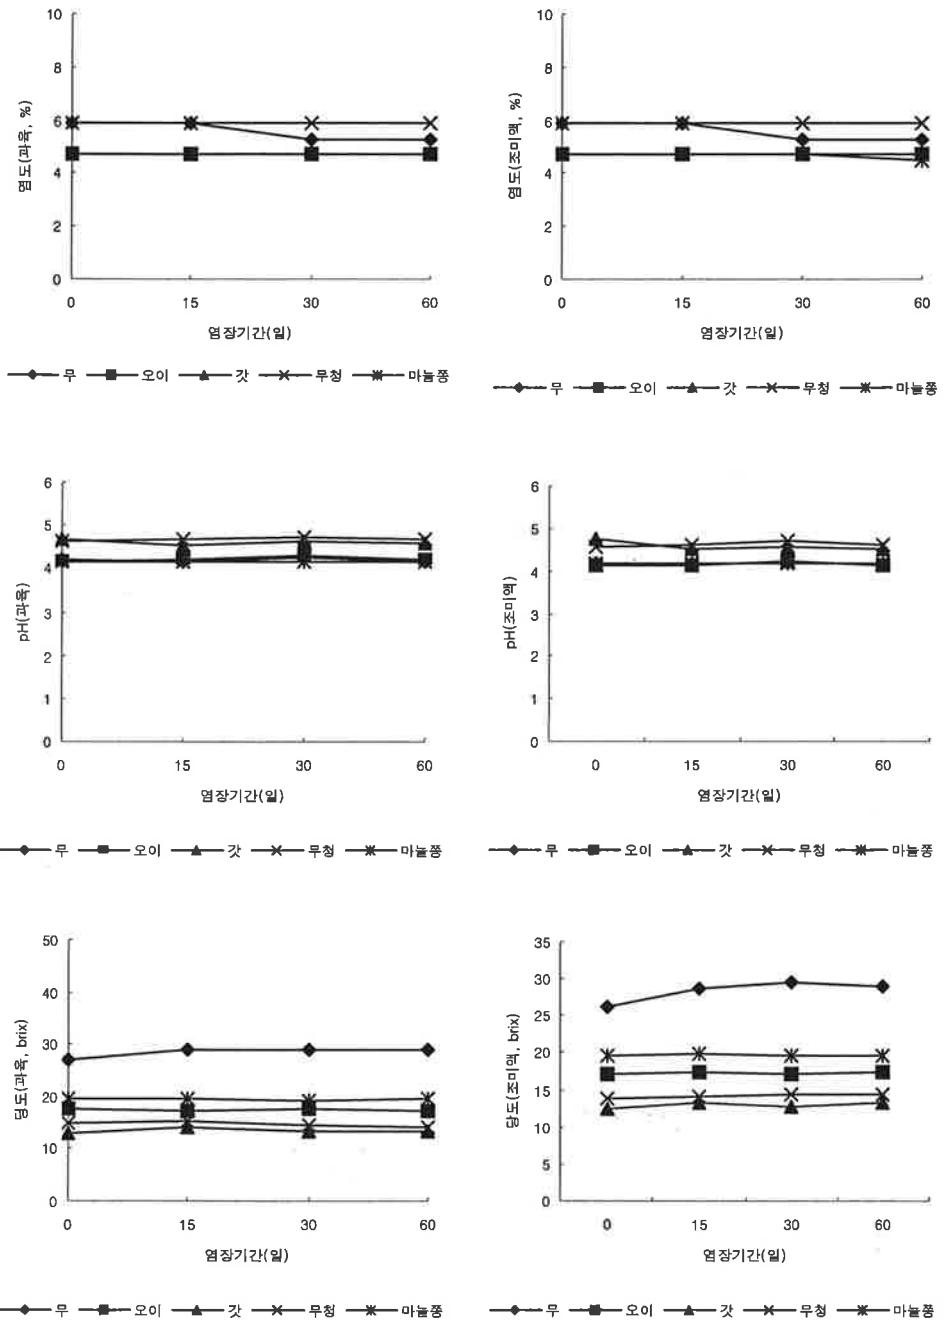 10
8
6
4
2
0
염도(과육, %)
0 15 30 60
염장기간(일)
무 오이 갓 무청 마늘쫑
10
8
6
4
2
0
염도(조미액, %)
0 15 30 60
염장기간(일)
무 오이 갓 무청 마늘쫑
6
5
4
3
2
1
0
pH(과육)
0 15 30 60
염장기간(일)
무 오이 갓 무청 마늘쫑
6
5
4
3
2
1
0
pH(조미액)
0 15 30 60
염장기간(일)
무 오이 갓 무청 마늘쫑
50
40
30
20
10
0
당도(과육, brix)
0 15 30 60
염장기간(일)
무 오이 갓 무청 마늘쫑
35
30
25
20
15
10
5
0
당도(조미액, brix)
0 15 30 60
염장기간(일)
무 오이 갓 무청 마늘쫑